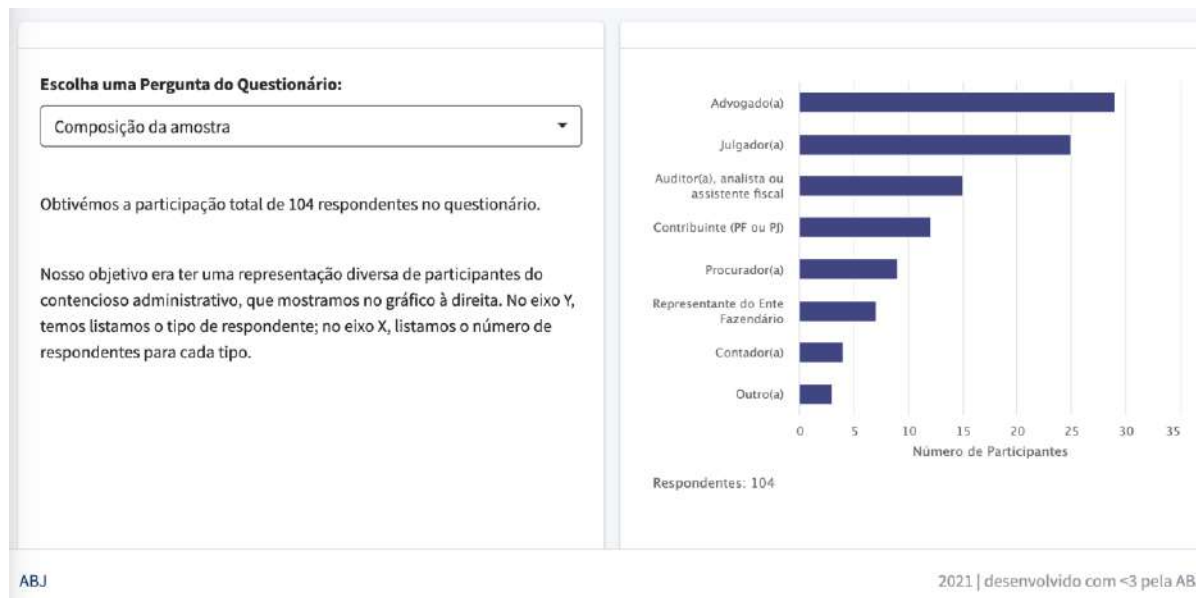 Escolha uma Pergunta do Questionário:
Composição da amostra
Obtivémos a participação total de 104 respondentes no questionário.
Nosso objetivo era ter uma representação diversa de participantes do
contencioso administrativo, que mostramos no gráfico à direita. No eixo Y,
temos listamos o tipo de respondente; no eixo X, listamos o número de
respondentes para cada tipo.
Advogado(a)
Julgador(a)
Auditor(a), analista ou
assistente fiscal
Contribuinte (PF ou PJ)
Procurador(a)
Representante do Ente
Fazendário
Contador(a)
Outro(a)
0 5 10 15 20 25 30 35
Número de Participantes
Respondentes: 104
ABJ
2021 | desenvolvido com <3 pela AB